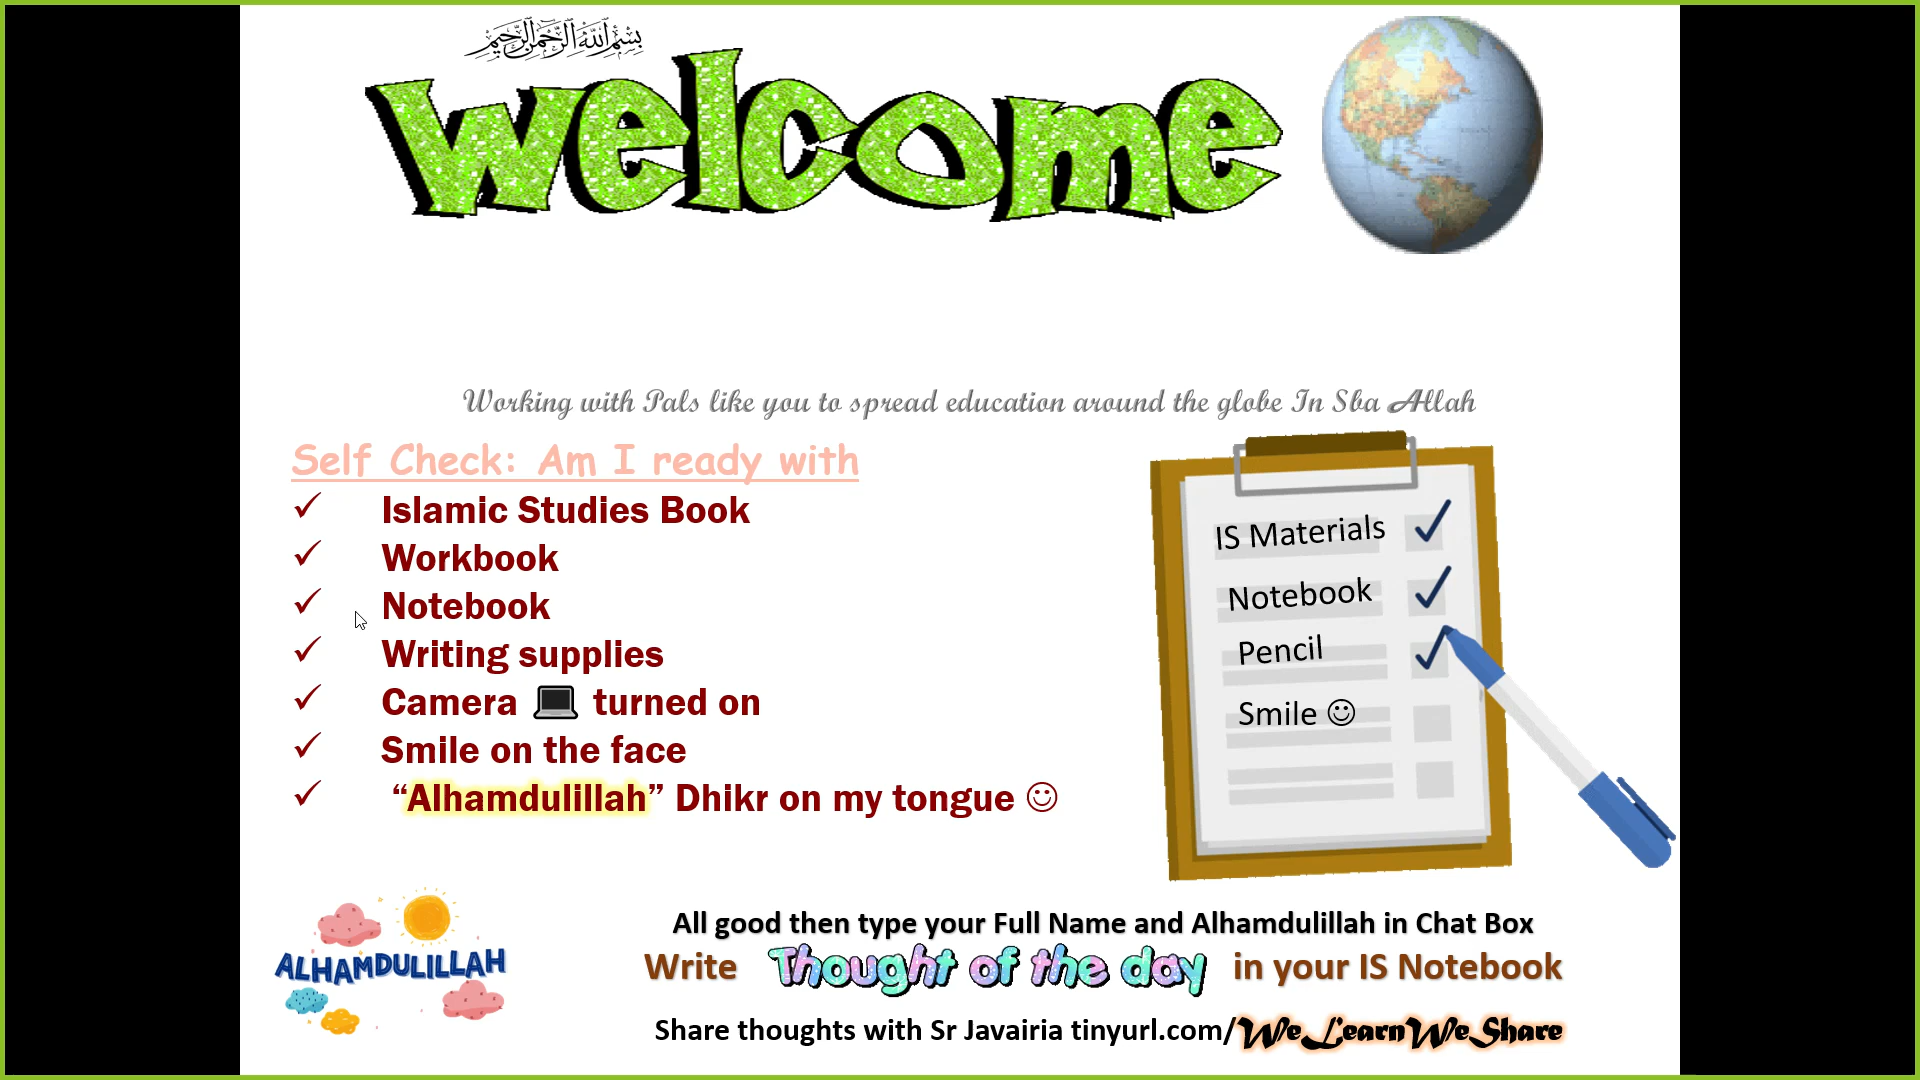 بسم الله الرحمن الرحيم
welcome
Working with Pals like you to spread education around the globe In Sba Allah
Self Check: Am I ready with
✓ Islamic Studies Book
✓ Workbook
✓ Notebook
✓ Writing supplies
✓ Camera 💻 turned on
✓ Smile on the face
✓ “Alhamdulillah” Dhikr on my tongue ☺
IS Materials ✓
Notebook ✓
Pencil ✓
Smile ☺
ALHAMDULILLAH
All good then type your Full Name and Alhamdulillah in Chat Box
Write Thought of the day in your IS Notebook
Share thoughts with Sr Javairia tinyurl.com/WeLearnWeShare